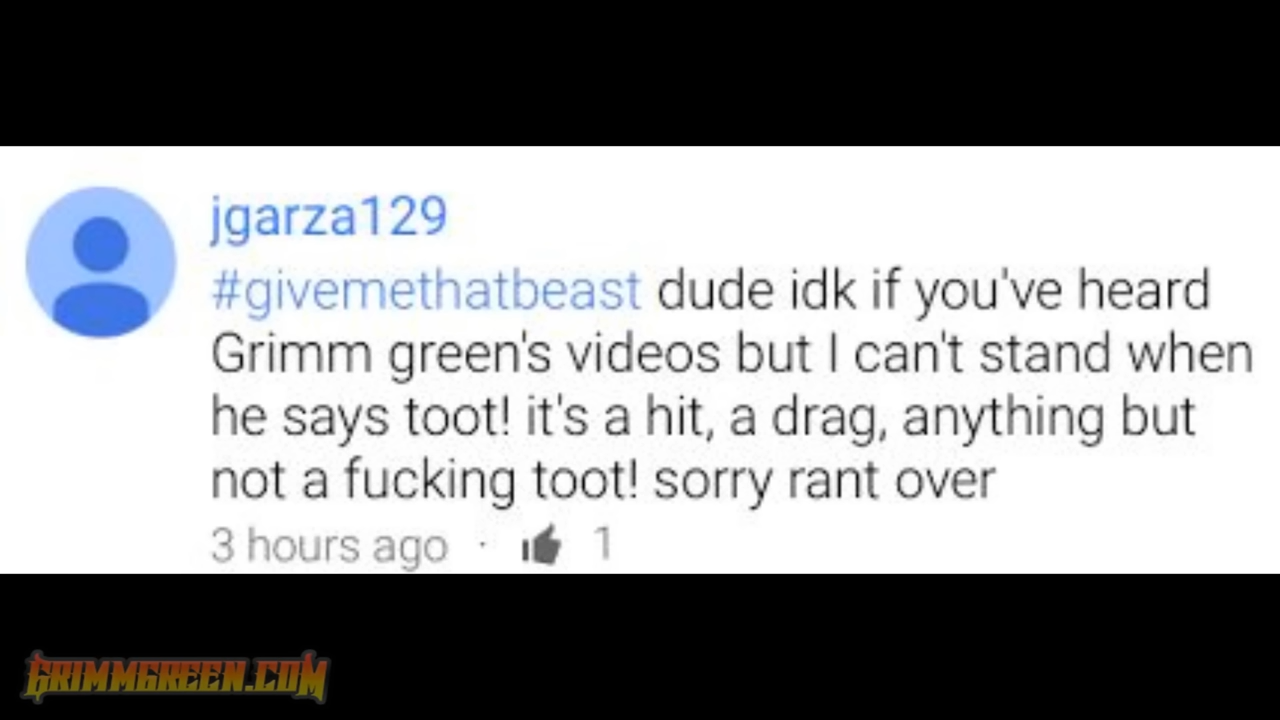 jgarza129
#givemethatbeast dude idk if you've heard
Grimm green's videos but I can't stand when
he says toot! it's a hit, a drag, anything but
not a fucking toot! sorry rant over
3 hours ago · 1
GRIMMGREEN.COM